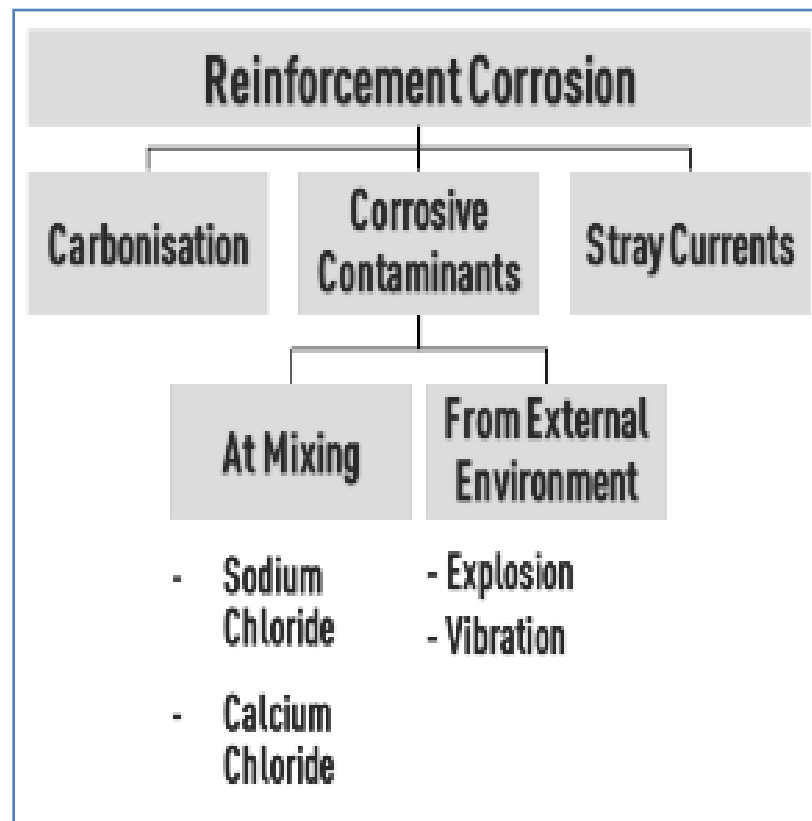 Reinforcement Corrosion
Carbonisation
Corrosive
Contaminants
Stray Currents
At Mixing
From External
Environment
- Sodium
Chloride
- Calcium
Chloride
- Explosion
- Vibration